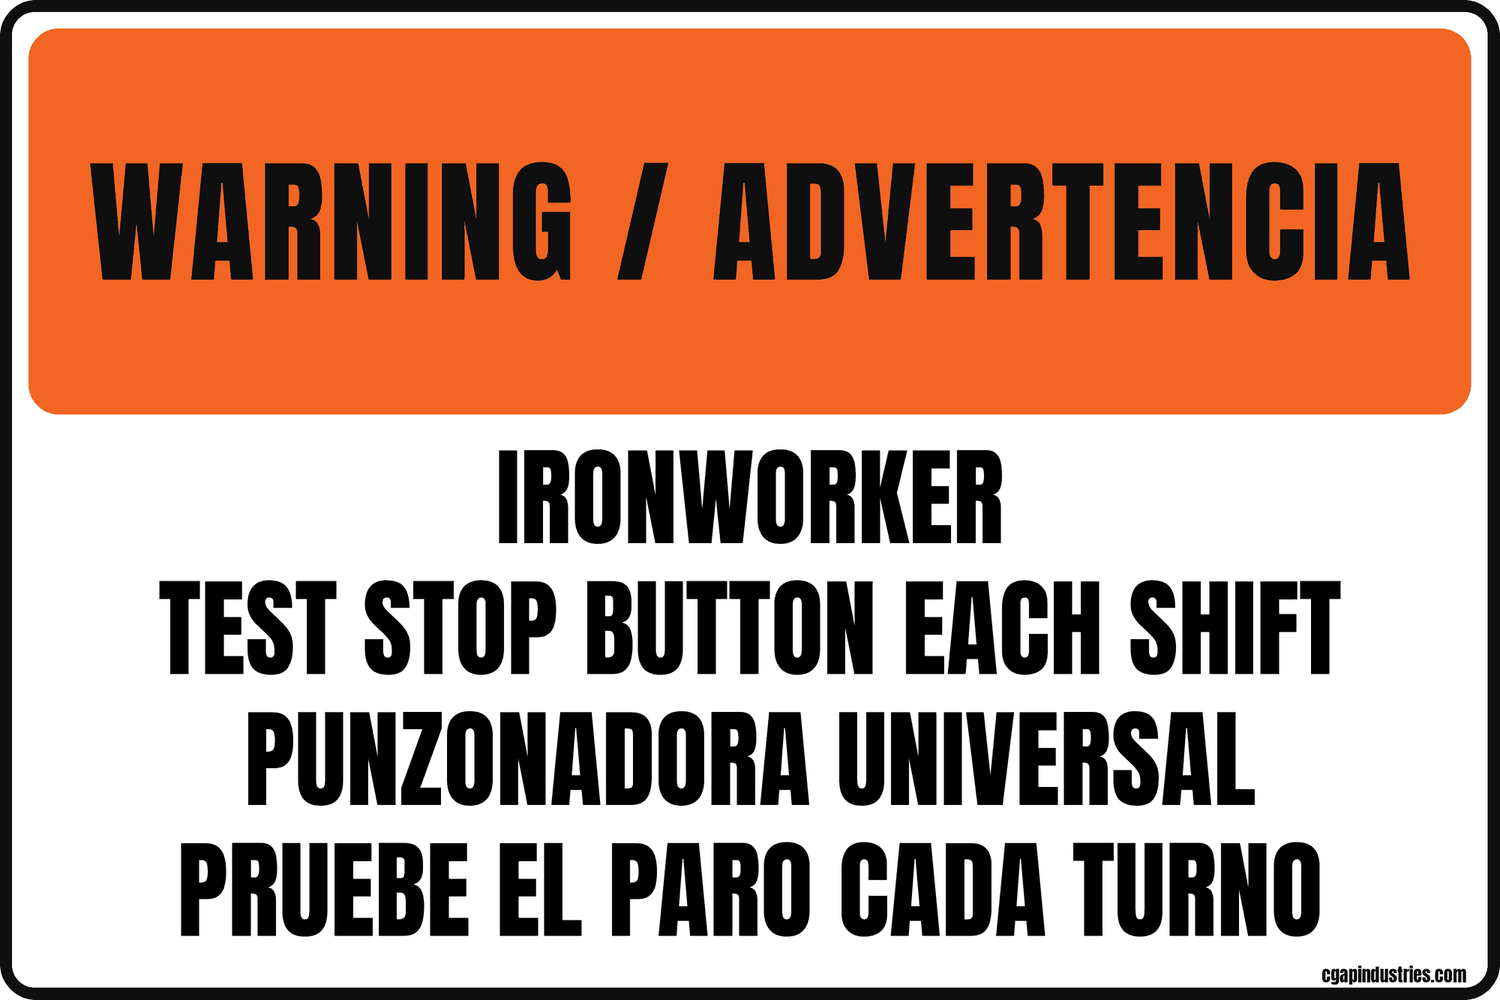 WARNING / ADVERTENCIA
IRONWORKER
TEST STOP BUTTON EACH SHIFT
PUNZONADORA UNIVERSAL
PRUEBE EL PARO CADA TURNO
cgapindustries.com